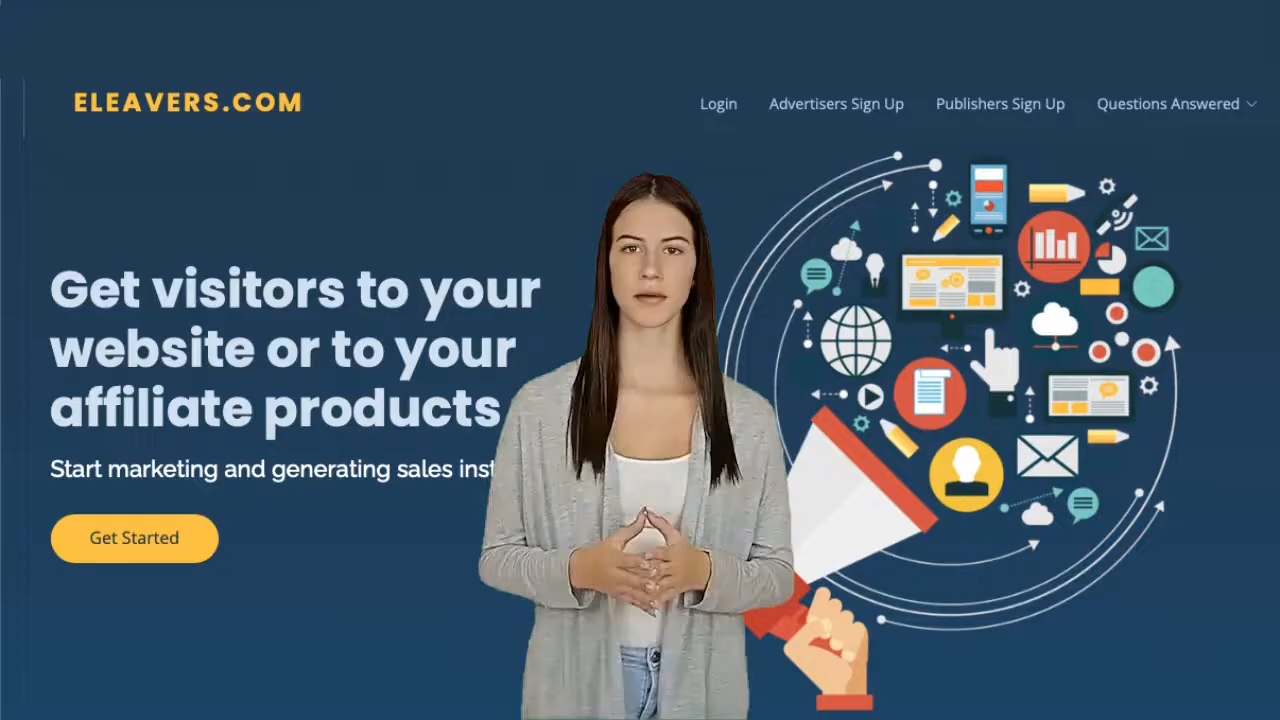 ELEAVERS.COM
Login Advertisers Sign Up Publishers Sign Up Questions Answered
Get visitors to your
website or to your
affiliate products
Start marketing and generating sales
Get Started